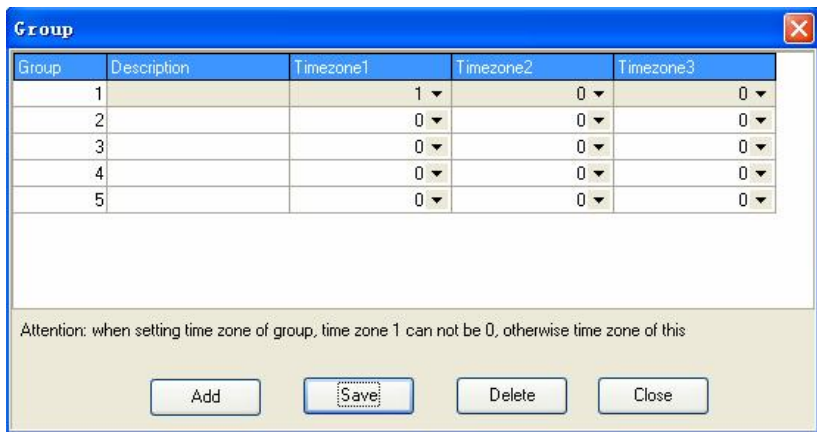 Group
Group Description Timezone1 Timezone2 Timezone3
1 1 0 0
2 0 0 0
3 0 0 0
4 0 0 0
5 0 0 0
Attention: when setting time zone of group, time zone 1 can not be 0, otherwise time zone of this
Add Save Delete Close